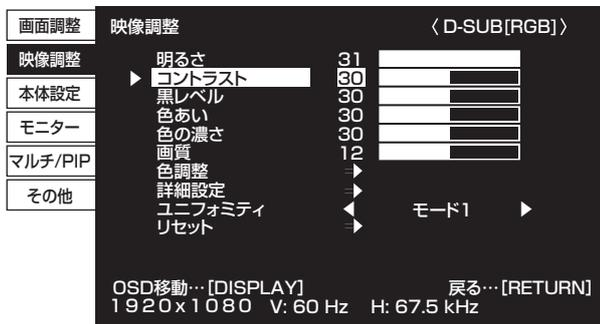 画面調整
映像調整
本体設定
モニター
マルチ/PIP
その他
映像調整 〈 D-SUB[RGB]〉
明るさ 31
コントラスト 30
黒レベル 30
色あい 30
色の濃さ 30
画質 12
色調整
詳細設定
ユニフォミティ モード1
リセット
OSD移動…[DISPLAY] 戻る…[RETURN]
1920x1080 V: 60 Hz H: 67.5 kHz